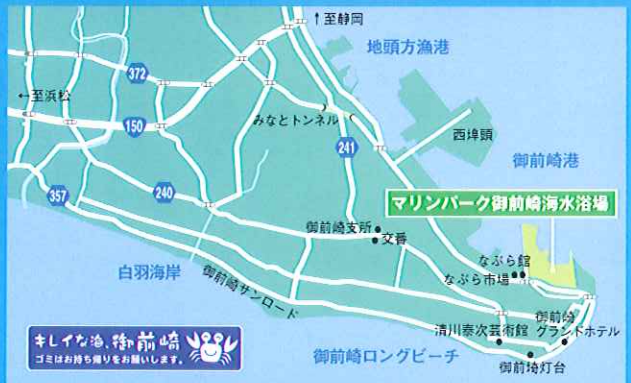 ↑至静岡
地頭方漁港
372
←至浜松
150
みなとトンネル
241
西埠頭
御前崎港
マリンパーク御前崎海水浴場
357
240
御前崎支所
交番
なぶら館
なぶら市場
白羽海岸
御前崎サンロード
御前崎
グランドホテル
清川泰次芸術館
御前埼灯台
御前崎ロングビーチ
キレイな海、御前崎
ゴミはお持ち帰りをお願いします。